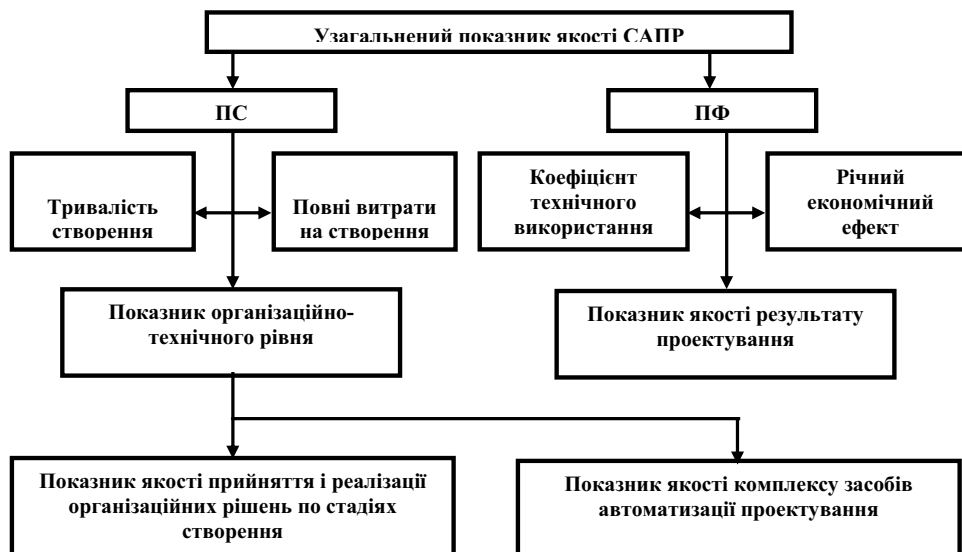 Узагальнений показник якості САПР
ПС
ПФ
Тривалість
створення
Повні витрати
на створення
Коефіцієнт
технічного
використання
Річний
економічний
ефект
Показник організаційно-
технічного рівня
Показник якості результату
проектування
Показник якості прийняття і реалізації
організаційних рішень по стадіях
створення
Показник якості комплексу засобів
автоматизації проектування